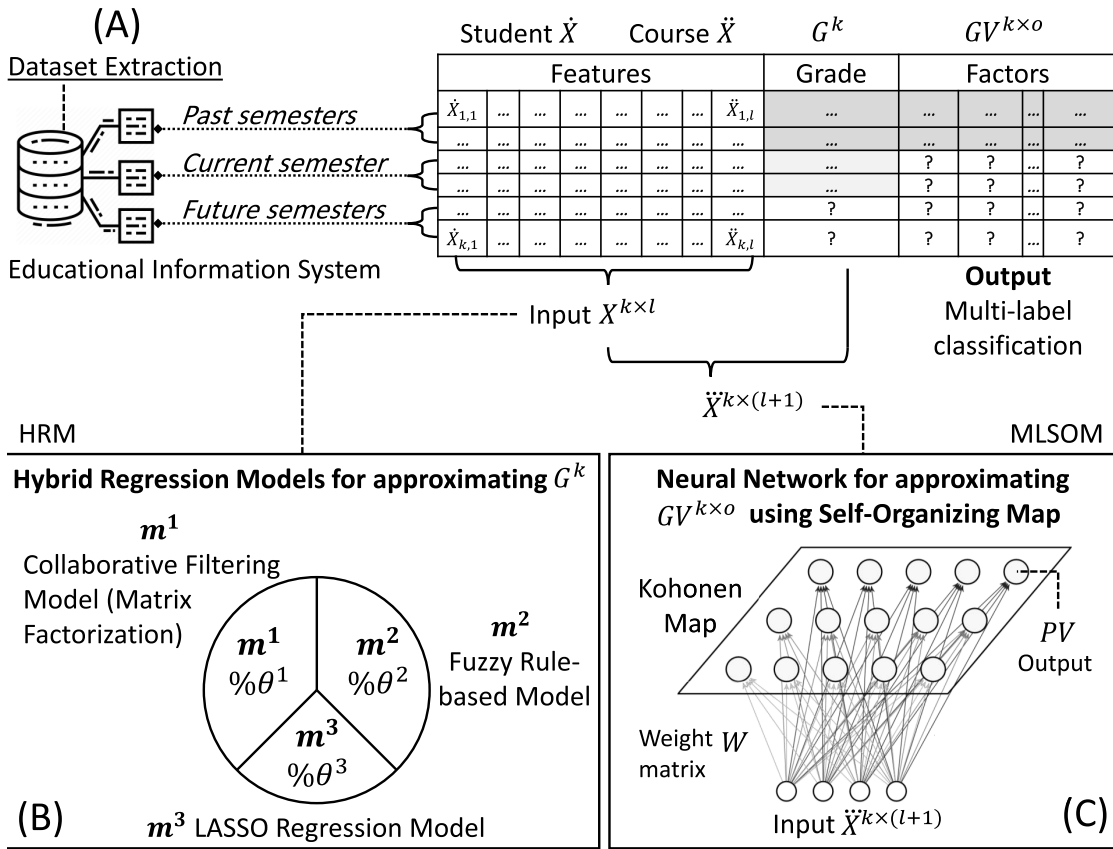 (A)
Student Ẋ Course Ẍ G^k GV^{k×o}
Dataset Extraction
Features Grade Factors
Past semesters
Ẋ_{1,1} ... ... ... ... ... ... Ẍ_{1,l} ... ... ... ... ...
... ... ... ... ... ... ... ... ... ... ... ... ...
Current semester
... ... ... ... ... ... ... ... ... ? ? ... ?
... ... ... ... ... ... ... ... ... ? ? ... ?
Future semesters
... ... ... ... ... ... ... ... ? ? ? ... ?
Ẋ_{k,1} ... ... ... ... ... ... Ẍ_{k,l} ? ? ? ... ?
Educational Information System
Output
Multi-label
classification
Input X^{k×l}
X⃛^{k×(l+1)}
HRM
MLSOM
Hybrid Regression Models for approximating G^k
m^1
Collaborative Filtering
Model (Matrix
Factorization)
m^1
%θ^1
m^2
%θ^2
m^3
%θ^3
m^2
Fuzzy Rule-
based Model
(B)
m^3 LASSO Regression Model
Neural Network for approximating
GV^{k×o} using Self-Organizing Map
Kohonen
Map
PV
Output
Weight W
matrix
Input X⃛^{k×(l+1)}
(C)